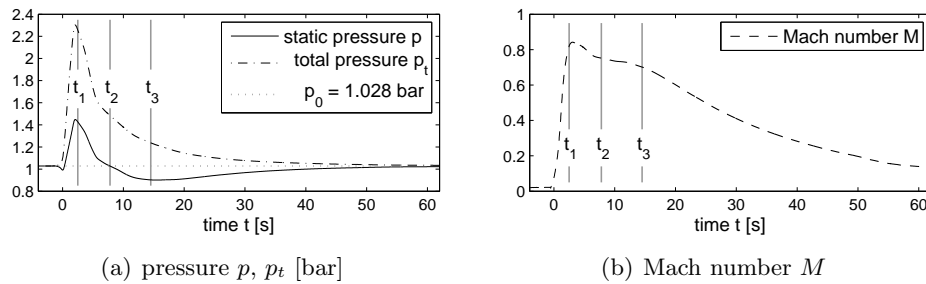 2.4
2.2
2
1.8
1.6
1.4
1.2
1
0.8
0 10 20 30 40 50 60
time t [s]
static pressure p
total pressure pt
p0 = 1.028 bar
t1 t2 t3
(a) pressure p, pt [bar]
1
0.8
0.6
0.4
0.2
0
0 10 20 30 40 50 60
time t [s]
Mach number M
t1 t2 t3
(b) Mach number M